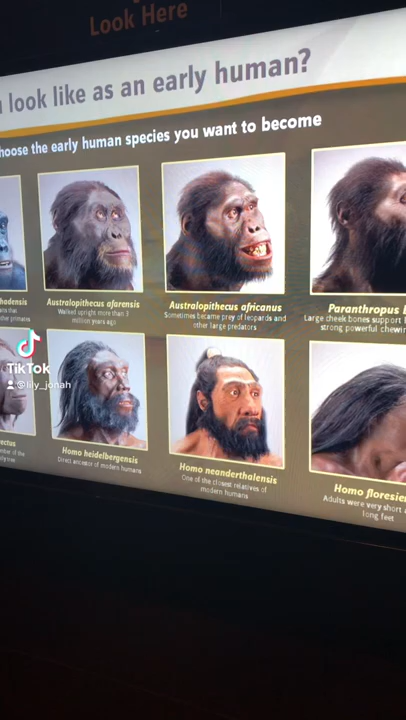 Look Here
look like as an early human?
hoose the early human species you want to become
hadensis
Australopithecus afarensis
Walked upright more than 3
million years ago
Australopithecus africanus
Sometimes became prey of leopards and
other large predators
Paranthropus b
Large cheek bones support
strong powerful chewin
TikTok
@lily_jonah
ectus
Homo heidelbergensis
Direct ancestor of modern humans
Homo neanderthalensis
One of the closest relatives of
modern humans
Homo floresie
Adults were very short
long feet